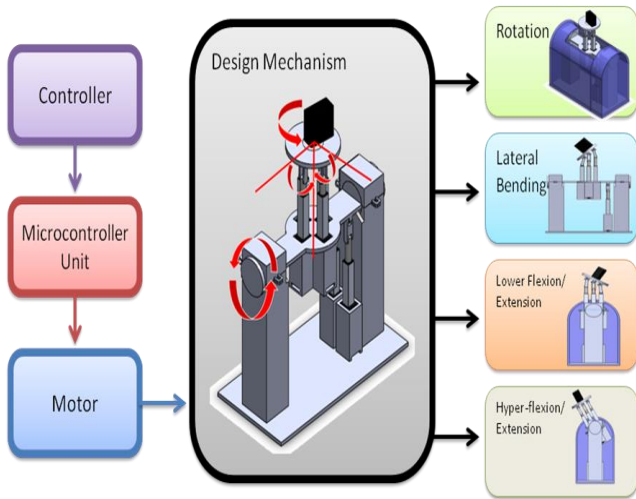 Controller
Microcontroller
Unit
Motor
Design Mechanism
Rotation
Lateral
Bending
Lower Flexion/
Extension
Hyper-flexion/
Extension